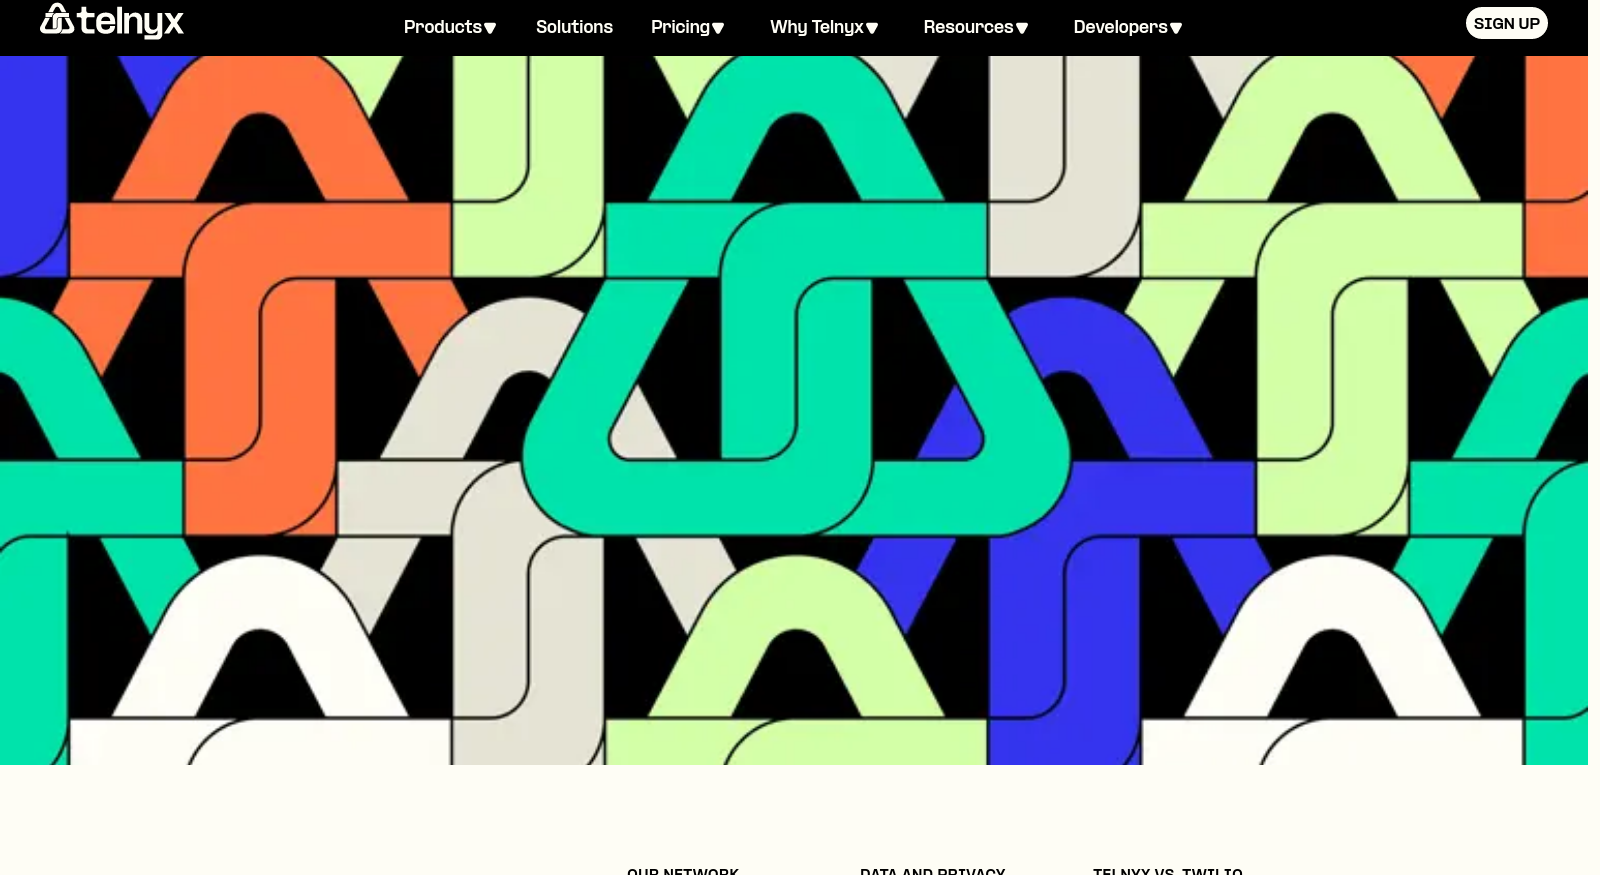 telnyx
Products Solutions Pricing Why Telnyx Resources Developers
SIGN UP
OUR NETWORK DATA AND PRIVACY TELNYX VS. TWILIO